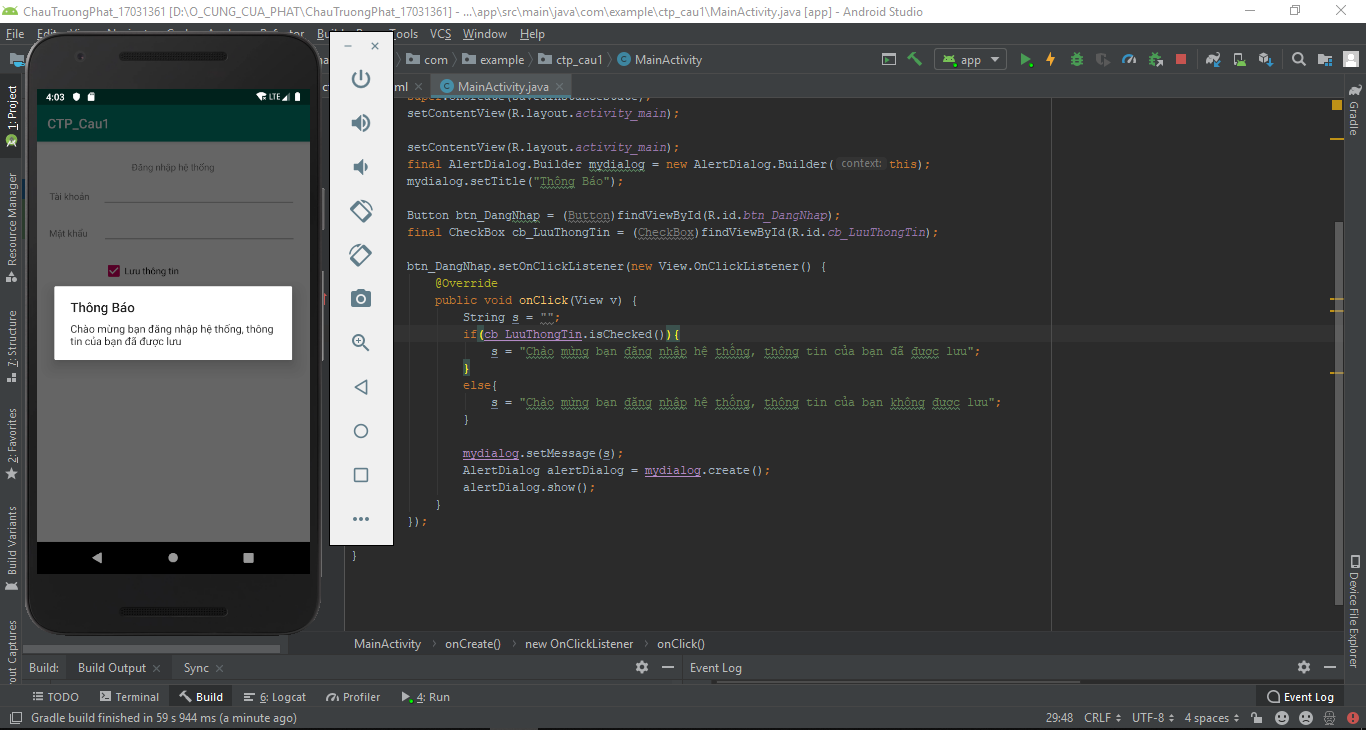 ChauTruongPhat_17031361 [D:\O_CUNG_CUA_PHAT\ChauTruongPhat_17031361] - ...\app\src\main\java\com\example\ctp_cau1\MainActivity.java [app] - Android Studio
File Edit Tools VCS Window Help
com example ctp_cau1 MainActivity
app
MainActivity.java
1: Project
Resource Manager
Z: Structure
2: Favorites
Build Variants
Gradle
Device File Explorer
4:03
LTE
CTP_Cau1
Đăng nhập hệ thống
Tài khoản
Mật khẩu
Lưu thông tin
Thông Báo
Chào mừng bạn đăng nhập hệ thống, thông
tin của bạn đã được lưu
super.onCreate(savedInstanceState);
setContentView(R.layout.activity_main);
setContentView(R.layout.activity_main);
final AlertDialog.Builder mydialog = new AlertDialog.Builder( context: this);
mydialog.setTitle("Thông Báo");
Button btn_DangNhap = (Button)findViewById(R.id.btn_DangNhap);
final CheckBox cb_LuuThongTin = (CheckBox)findViewById(R.id.cb_LuuThongTin);
btn_DangNhap.setOnClickListener(new View.OnClickListener() {
@Override
public void onClick(View v) {
String s = "";
if(cb_LuuThongTin.isChecked()){
s = "Chào mừng bạn đăng nhập hệ thống, thông tin của bạn đã được lưu";
}
else{
s = "Chào mừng bạn đăng nhập hệ thống, thông tin của bạn không được lưu";
}
mydialog.setMessage(s);
AlertDialog alertDialog = mydialog.create();
alertDialog.show();
}
});
}
MainActivity onCreate() new OnClickListener onClick()
Build: Build Output Sync Event Log
TODO Terminal Build 6: Logcat Profiler 4: Run Event Log
Gradle build finished in 59 s 944 ms (a minute ago) 29:48 CRLF UTF-8 4 spaces